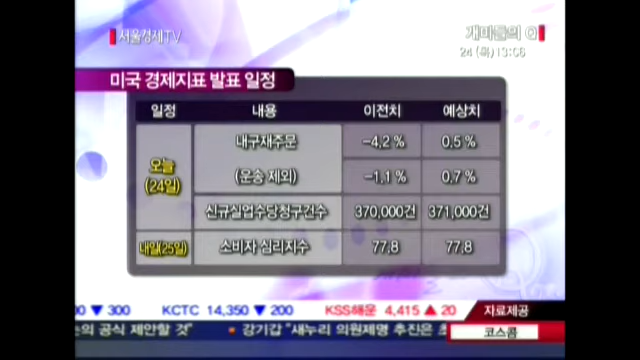 서울경제TV
개미들의
24 (목) 13:06
미국 경제지표 발표 일정
일정 내용 이전치 예상치
오늘 (24일)
내구재주문 -4.2 % 0.5 %
(운송 제외) -1.1 % 0.7 %
신규실업수당청구건수 370,000건 371,000건
내일(25일) 소비자 심리지수 77.8 77.8
00 ▼ 300 KCTC 14,350 ▼ 200 KSS해운 4,415 ▲ 20 자료제공
의 공식 제안할 것" • 강기갑 "새누리 의원제명 추진은 코스콤